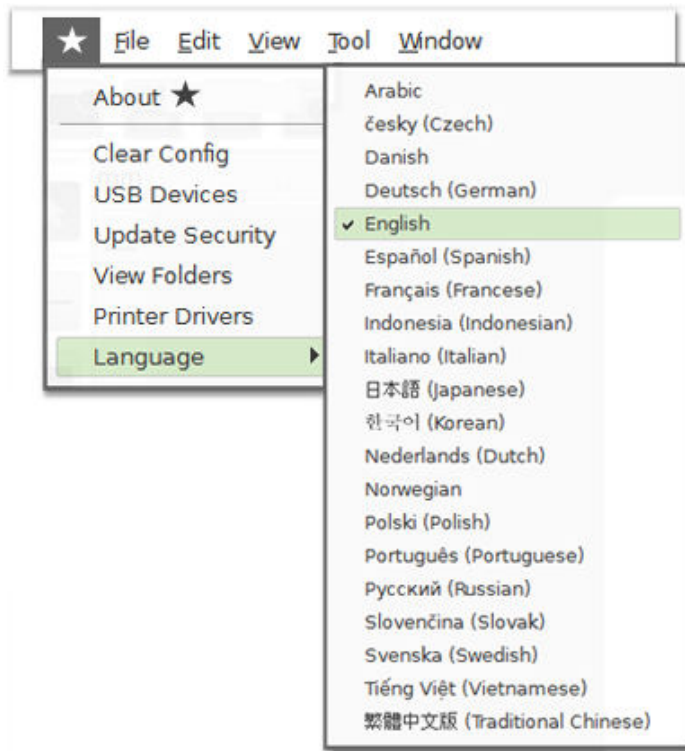 File Edit View Tool Window
About ★
Clear Config
USB Devices
Update Security
View Folders
Printer Drivers
Language
Arabic
česky (Czech)
Danish
Deutsch (German)
English
Español (Spanish)
Français (Francese)
Indonesia (Indonesian)
Italiano (Italian)
日本語 (Japanese)
한국어 (Korean)
Nederlands (Dutch)
Norwegian
Polski (Polish)
Português (Portuguese)
Русский (Russian)
Slovenčina (Slovak)
Svenska (Swedish)
Tiếng Việt (Vietnamese)
繁體中文版 (Traditional Chinese)